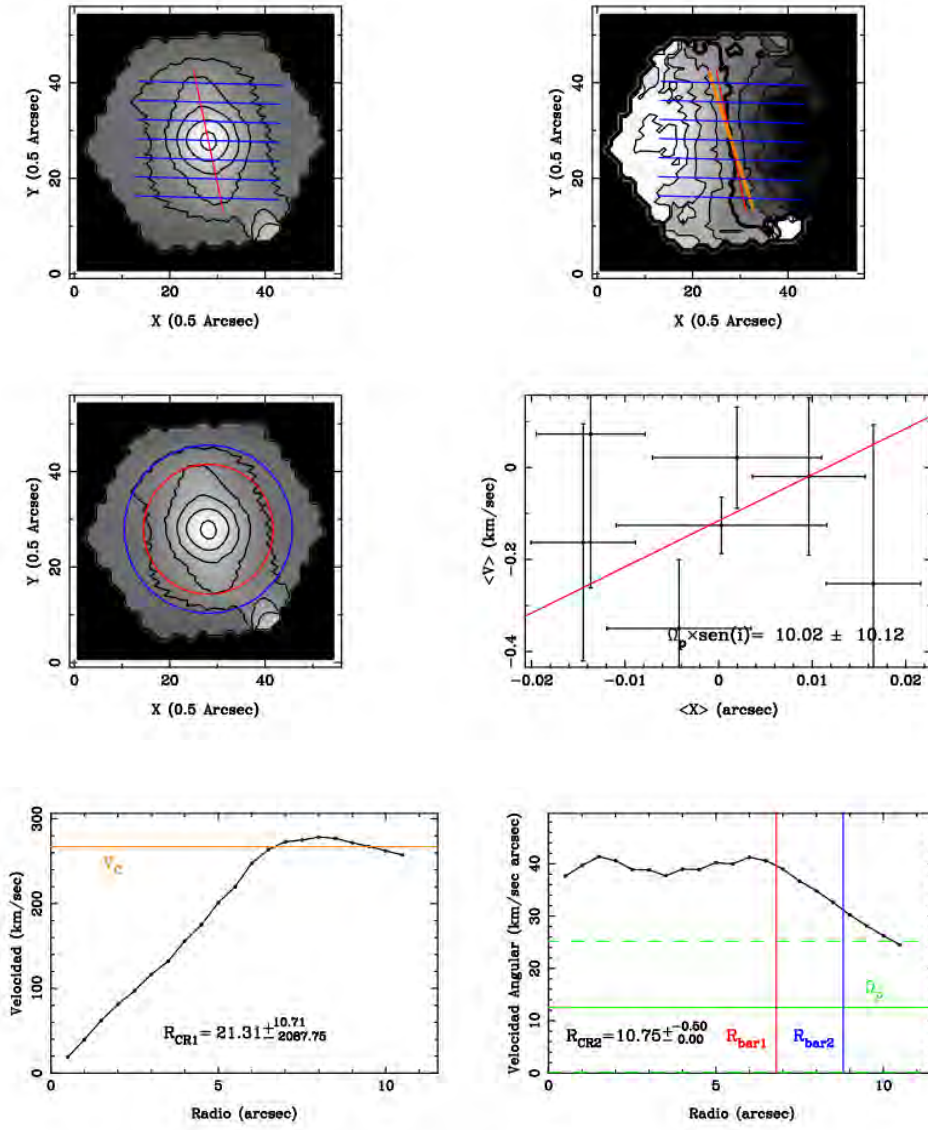 Y (0.5 Arcsec)
0 20 40
0 20 40
X (0.5 Arcsec)
Y (0.5 Arcsec)
0 20 40
0 20 40
X (0.5 Arcsec)
Y (0.5 Arcsec)
0 20 40
0 20 40
X (0.5 Arcsec)
<V> (km/sec)
0
-0.2
-0.4
Ωp×sen(i)= 10.02 ± 10.12
-0.02 -0.01 0 0.01 0.02
<X> (arcsec)
Velocidad (km/sec)
0 100 200 300
Vc
R_CR1=21.31±10.71 2087.75
0 5 10
Radio (arcsec)
Velocidad Angular (km/sec arcsec)
0 10 20 30 40
Ωp
R_CR2=10.75±-0.50 0.00
R_bar1
R_bar2
0 5 10
Radio (arcsec)